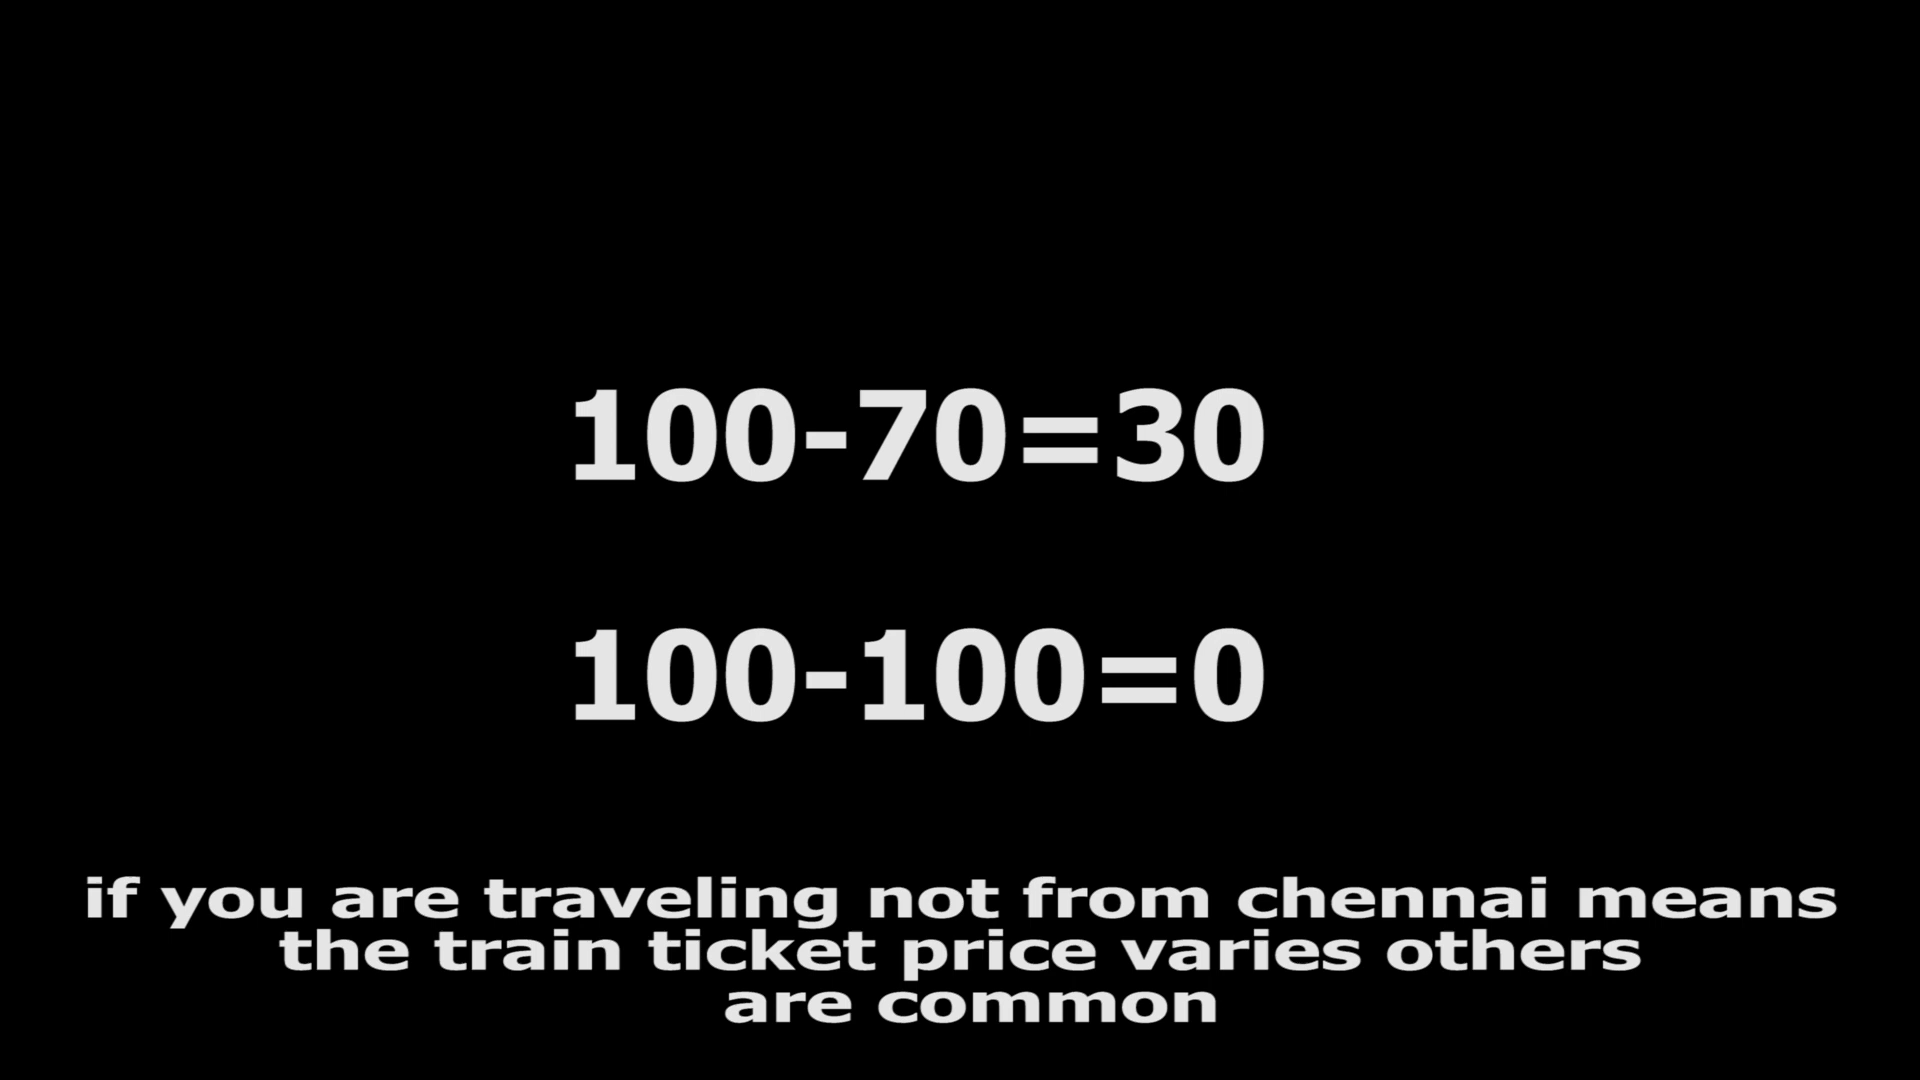 100-70=30
100-100=0
if you are traveling not from chennai means
the train ticket price varies others
are common